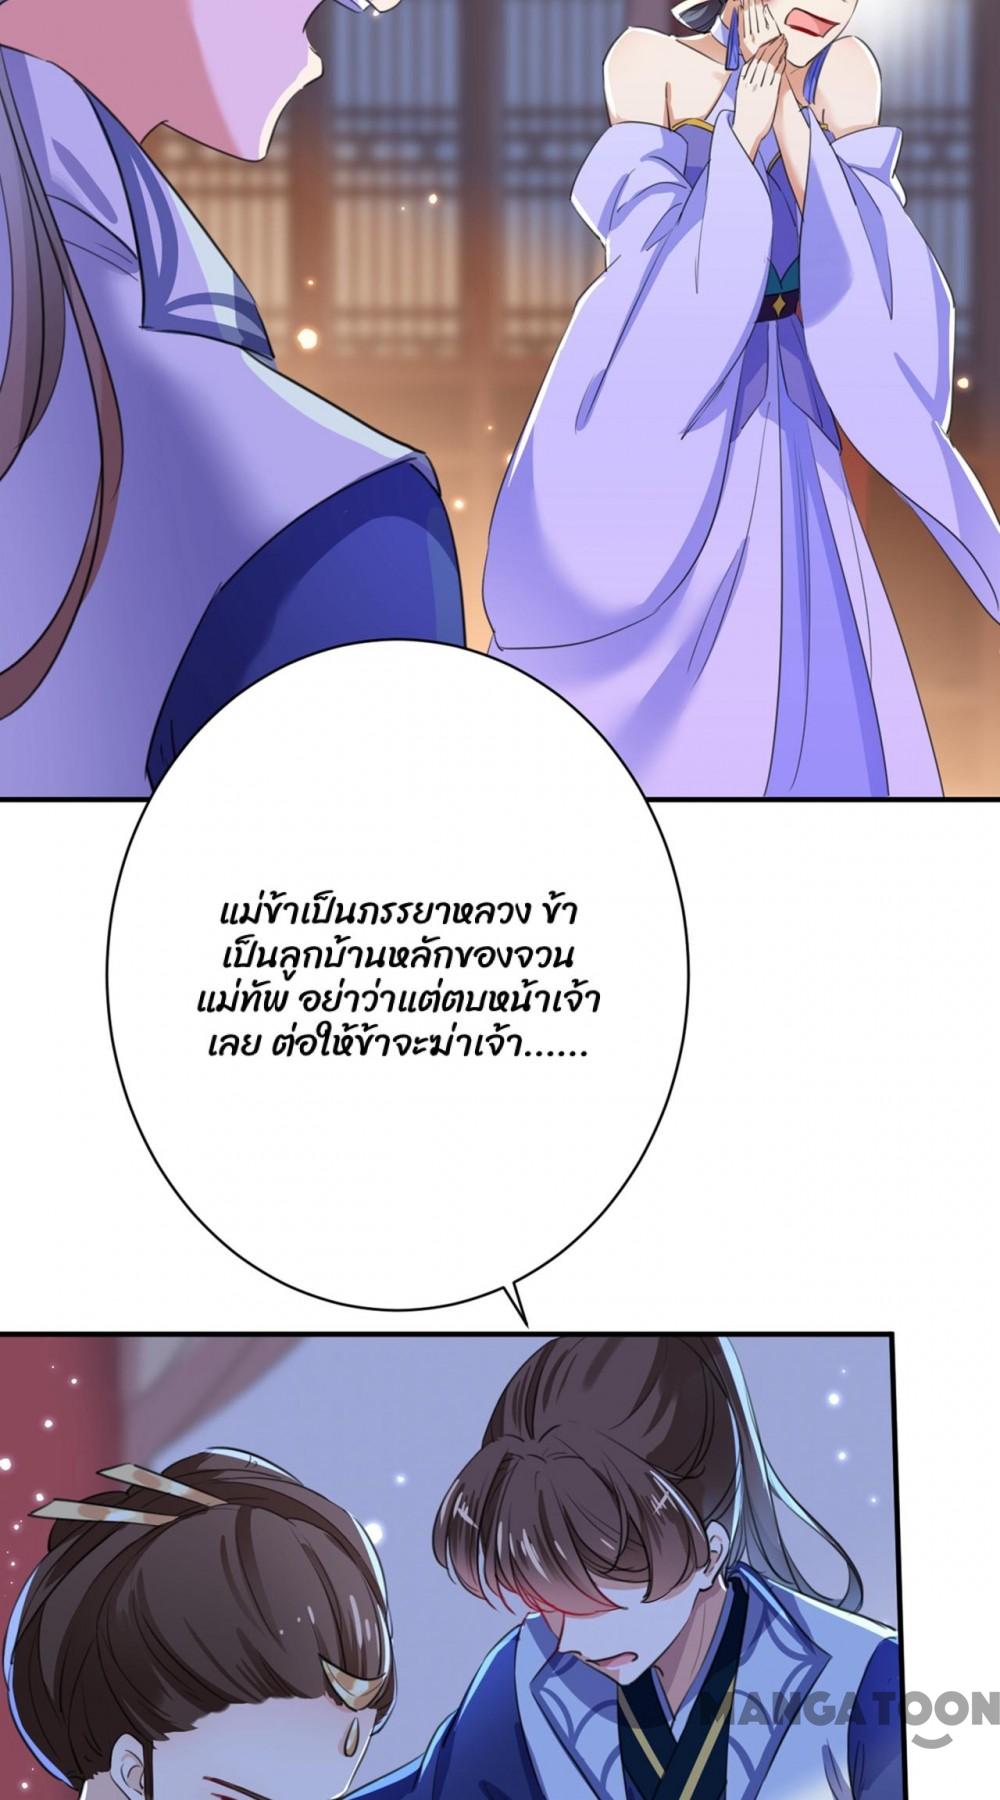 แม่ข้าเป็นภรรยาหลวง ข้า
เป็นลูกบ้านหลักของจวน
แม่ทัพ อย่าว่าแต่ตบหน้าเจ้า
เลย ต่อให้ข้าจะฆ่าเจ้า......
MANGATOON